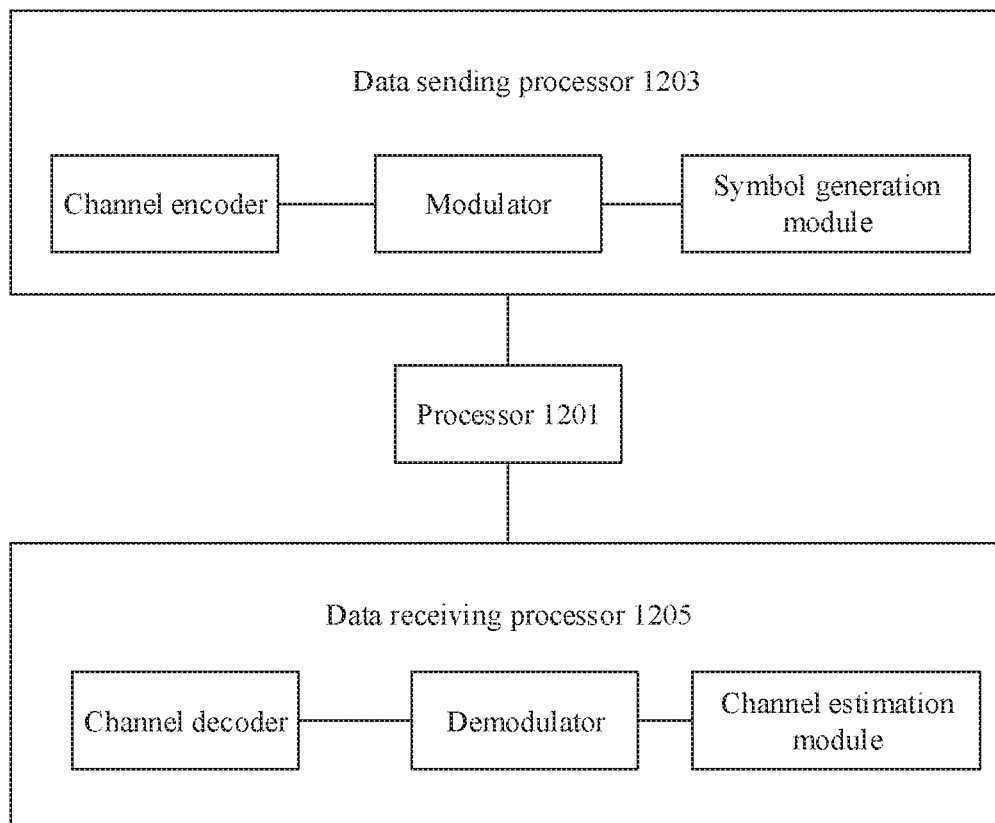 Data sending processor 1203
Channel encoder
Modulator
Symbol generation
module
Processor 1201
Data receiving processor 1205
Channel decoder
Demodulator
Channel estimation
module